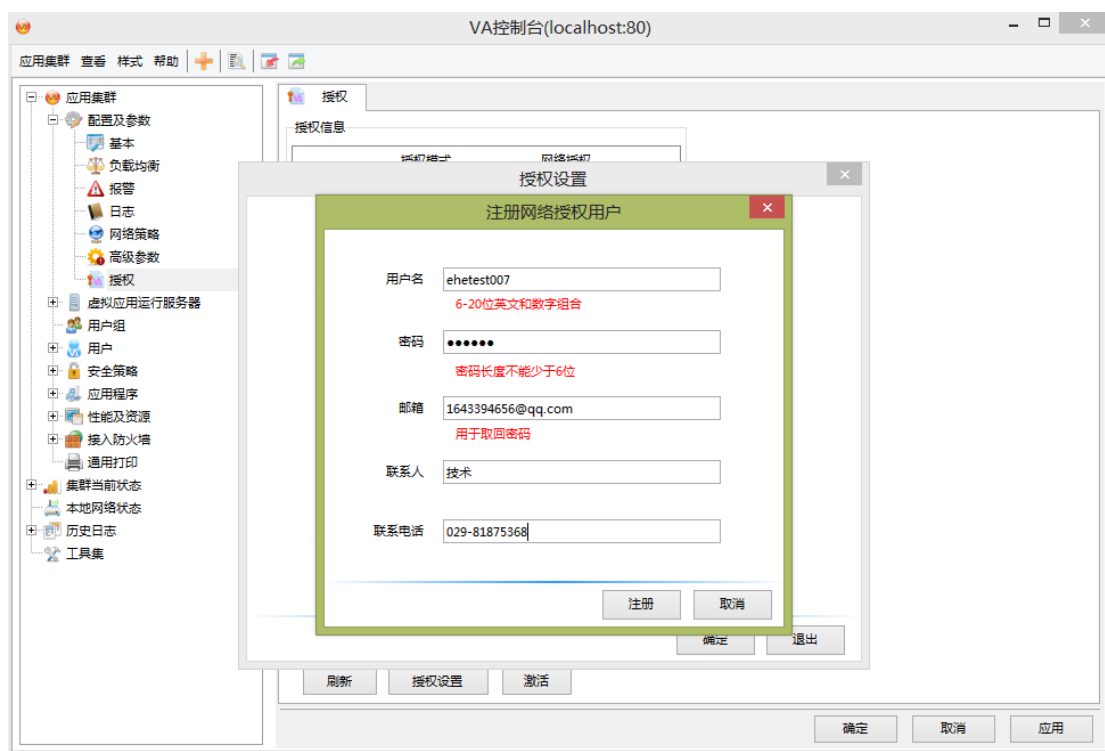 VA控制台(localhost:80)
应用集群 查看 样式 帮助
应用集群
配置及参数
基本
负载均衡
报警
日志
网络策略
高级参数
授权
虚拟应用运行服务器
用户组
用户
安全策略
应用程序
性能及资源
接入防火墙
通用打印
集群当前状态
本地网络状态
历史日志
工具集
授权
授权信息
授权模式 网络授权
授权设置
注册网络授权用户
用户名 ehetest007
6-20位英文和数字组合
密码 ●●●●●●
密码长度不能少于6位
邮箱 1643394656@qq.com
用于取回密码
联系人 技术
联系电话 029-81875368
注册 取消
确定 退出
刷新 授权设置 激活
确定 取消 应用